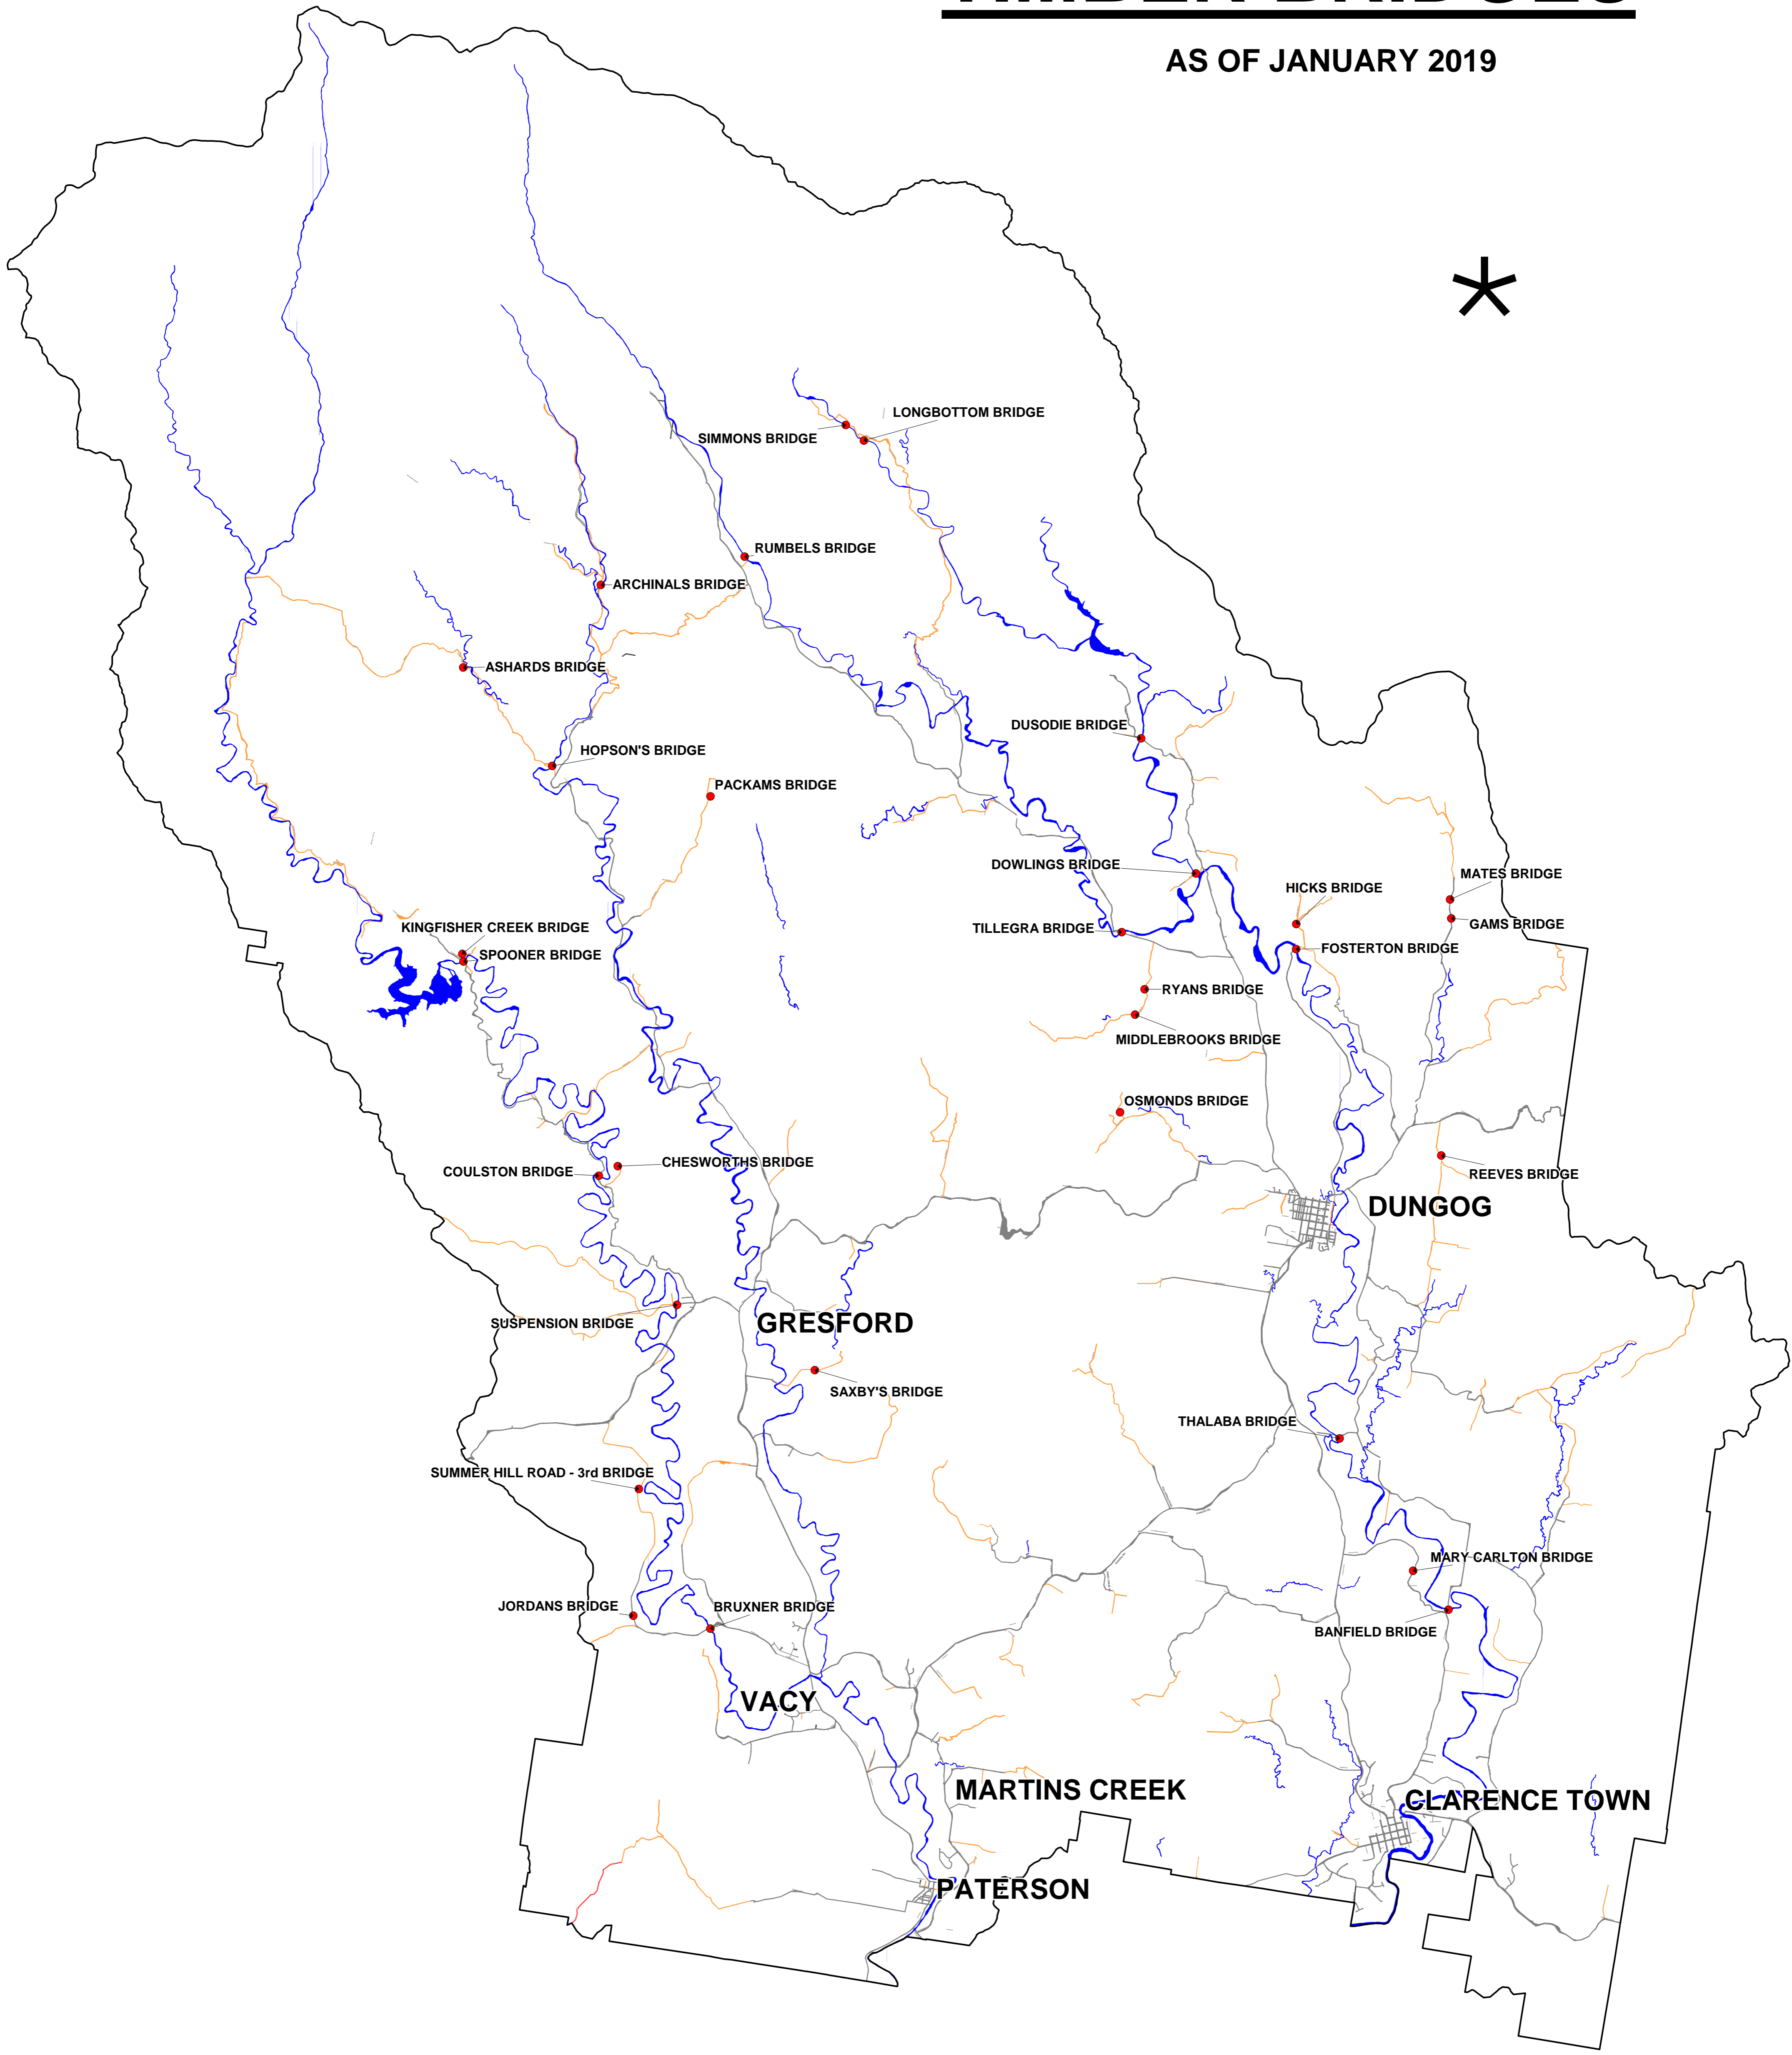 TIMBER BRIDGES
AS OF JANUARY 2019
LONGBOTTOM BRIDGE
SIMMONS BRIDGE
RUMBELS BRIDGE
ARCHINALS BRIDGE
ASHARDS BRIDGE
DUSODIE BRIDGE
HOPSON'S BRIDGE
PACKAMS BRIDGE
DOWLINGS BRIDGE
MATES BRIDGE
HICKS BRIDGE
GAMS BRIDGE
KINGFISHER CREEK BRIDGE
TILLEGRA BRIDGE
FOSTERTON BRIDGE
SPOONER BRIDGE
RYANS BRIDGE
MIDDLEBROOKS BRIDGE
OSMONDS BRIDGE
CHESWORTHS BRIDGE
COULSTON BRIDGE
REEVES BRIDGE
DUNGOG
SUSPENSION BRIDGE
GRESFORD
SAXBY'S BRIDGE
THALABA BRIDGE
SUMMER HILL ROAD - 3rd BRIDGE
MARY CARLTON BRIDGE
JORDANS BRIDGE
BRUXNER BRIDGE
BANFIELD BRIDGE
VACY
MARTINS CREEK
CLARENCE TOWN
PATERSON